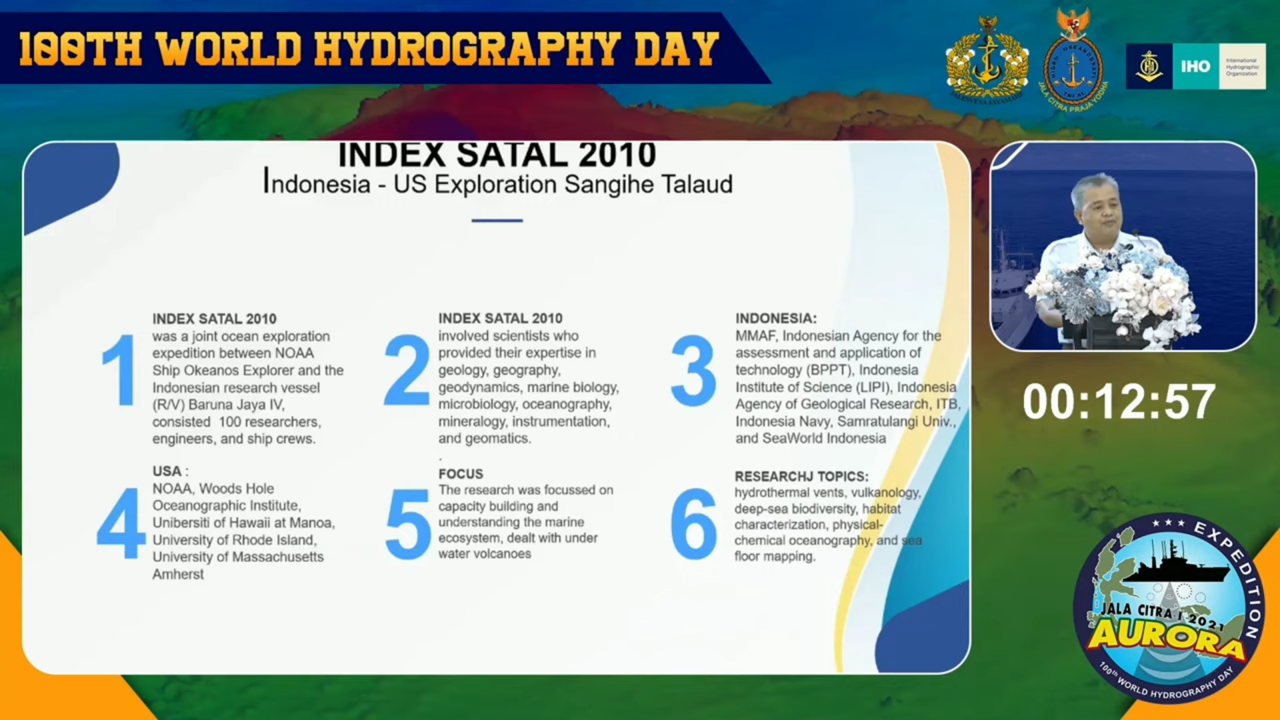 100TH WORLD HYDROGRAPHY DAY
IHO
International
Hydrographic
Organization
INDEX SATAL 2010
Indonesia - US Exploration Sangihe Talaud
1
INDEX SATAL 2010
was a joint ocean exploration
expedition between NOAA
Ship Okeanos Explorer and the
Indonesian research vessel
(R/V) Baruna Jaya IV,
consisted 100 researchers,
engineers, and ship crews.
2
INDEX SATAL 2010
involved scientists who
provided their expertise in
geology, geography,
geodynamics, marine biology,
microbiology, oceanography,
mineralogy, instrumentation,
and geomatics.
.
3
INDONESIA:
MMAF, Indonesian Agency for the
assessment and application of
technology (BPPT), Indonesia
Institute of Science (LIPI), Indonesia
Agency of Geological Research, ITB,
Indonesia Navy, Samratulangi Univ.,
and SeaWorld Indonesia
4
USA :
NOAA, Woods Hole
Oceanographic Institute,
Unibersiti of Hawaii at Manoa,
University of Rhode Island,
University of Massachusetts
Amherst
5
FOCUS
The research was focussed on
capacity building and
understanding the marine
ecosystem, dealt with under
water volcanoes
6
RESEARCHJ TOPICS:
hydrothermal vents, vulkanology,
deep-sea biodiversity, habitat
characterization, physical-
chemical oceanography, and sea
floor mapping.
00:12:57
EXPEDITION
JALA CITRA I 2021
AURORA
100th WORLD HYDROGRAPHY DAY
JALA CITRA PRAJA YODHA